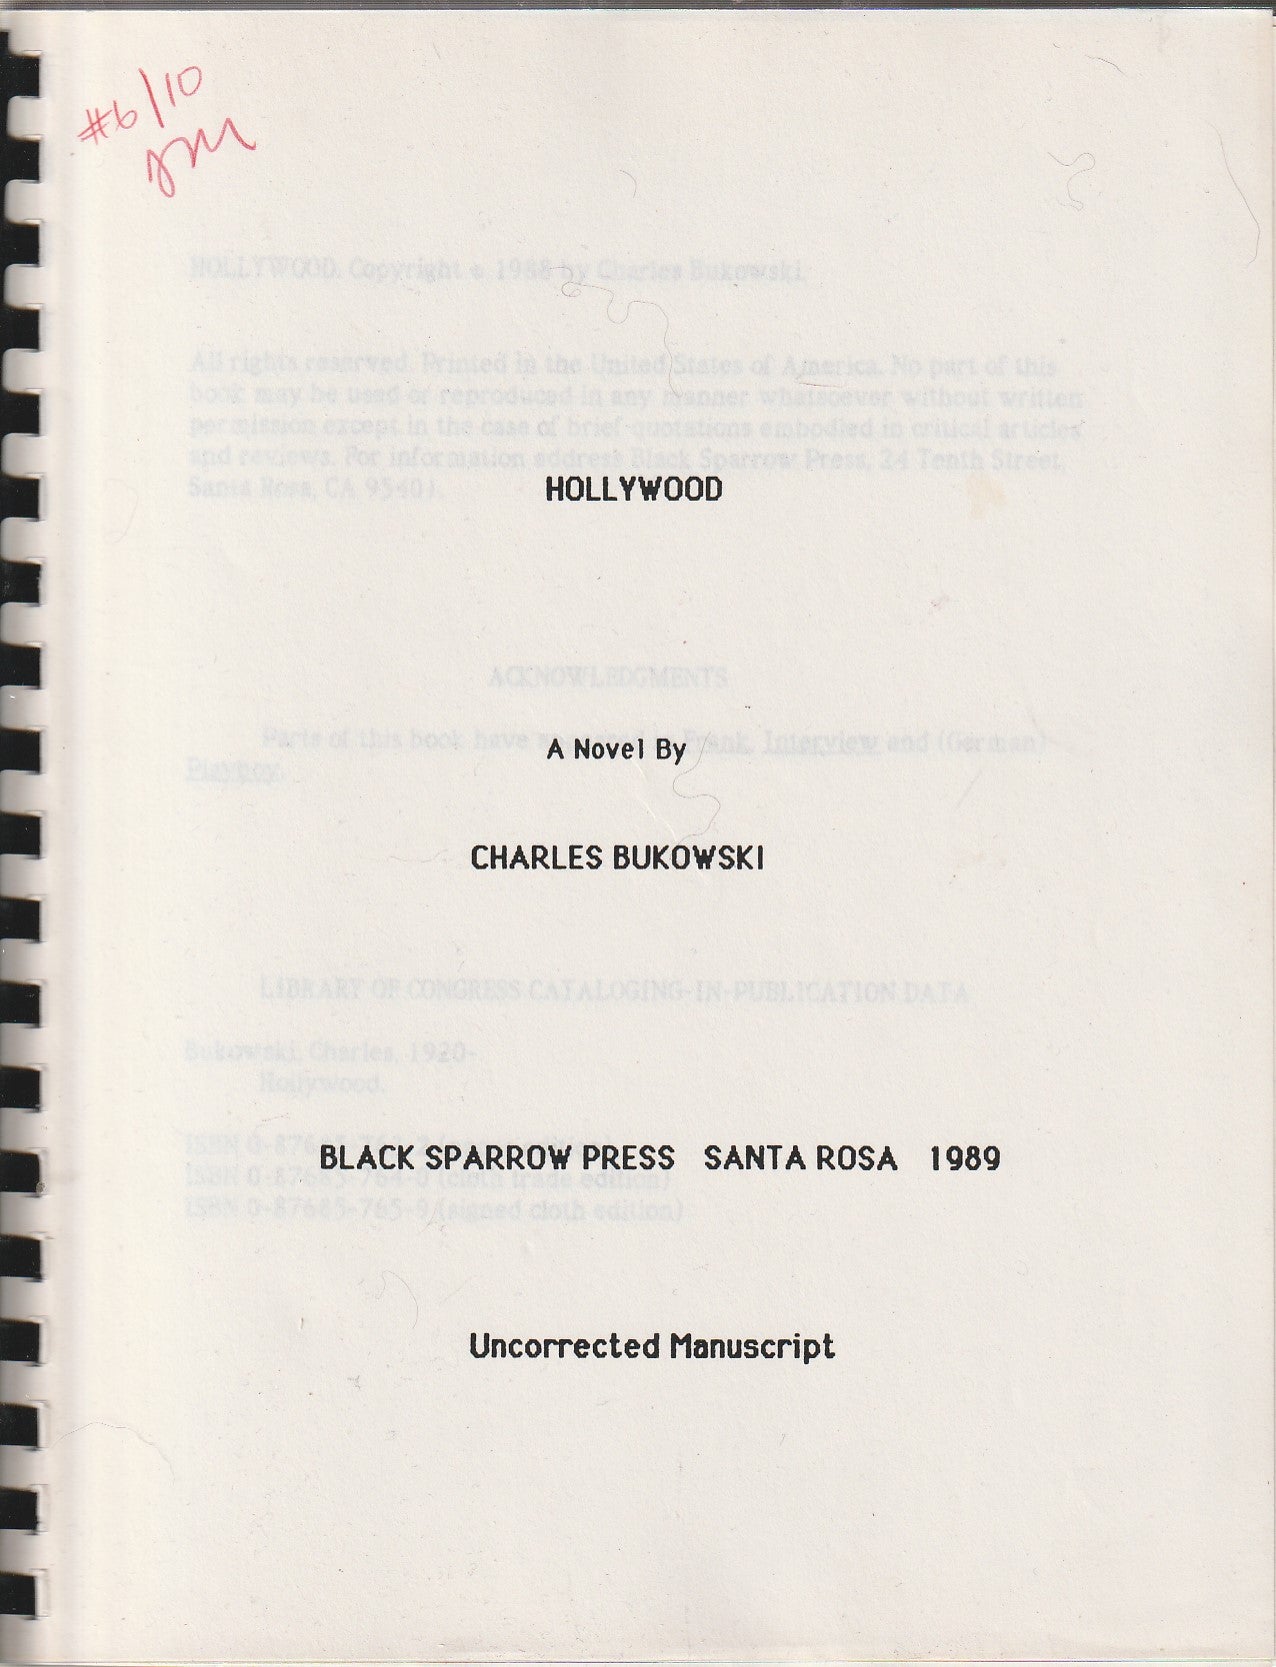 #6/10
HOLLYWOOD. Copyright © 1988 by Charles Bukowski.
All rights reserved. Printed in the United States of America. No part of this
book may be used or reproduced in any manner whatsoever without written
permission except in the case of brief quotations embodied in critical articles
and reviews. For information address Black Sparrow Press, 24 Tenth Street,
Santa Rosa, CA 95401.
HOLLYWOOD
ACKNOWLEDGMENTS
Parts of this book have appeared in Frank, Interview and (German)
Playboy.
A Novel By
CHARLES BUKOWSKI
LIBRARY OF CONGRESS CATALOGING-IN-PUBLICATION DATA
Bukowski, Charles, 1920-
Hollywood.
BLACK SPARROW PRESS SANTA ROSA 1989
ISBN 0-87685-764-0 (cloth trade edition)
ISBN 0-87685-765-9 (signed cloth edition)
Uncorrected Manuscript